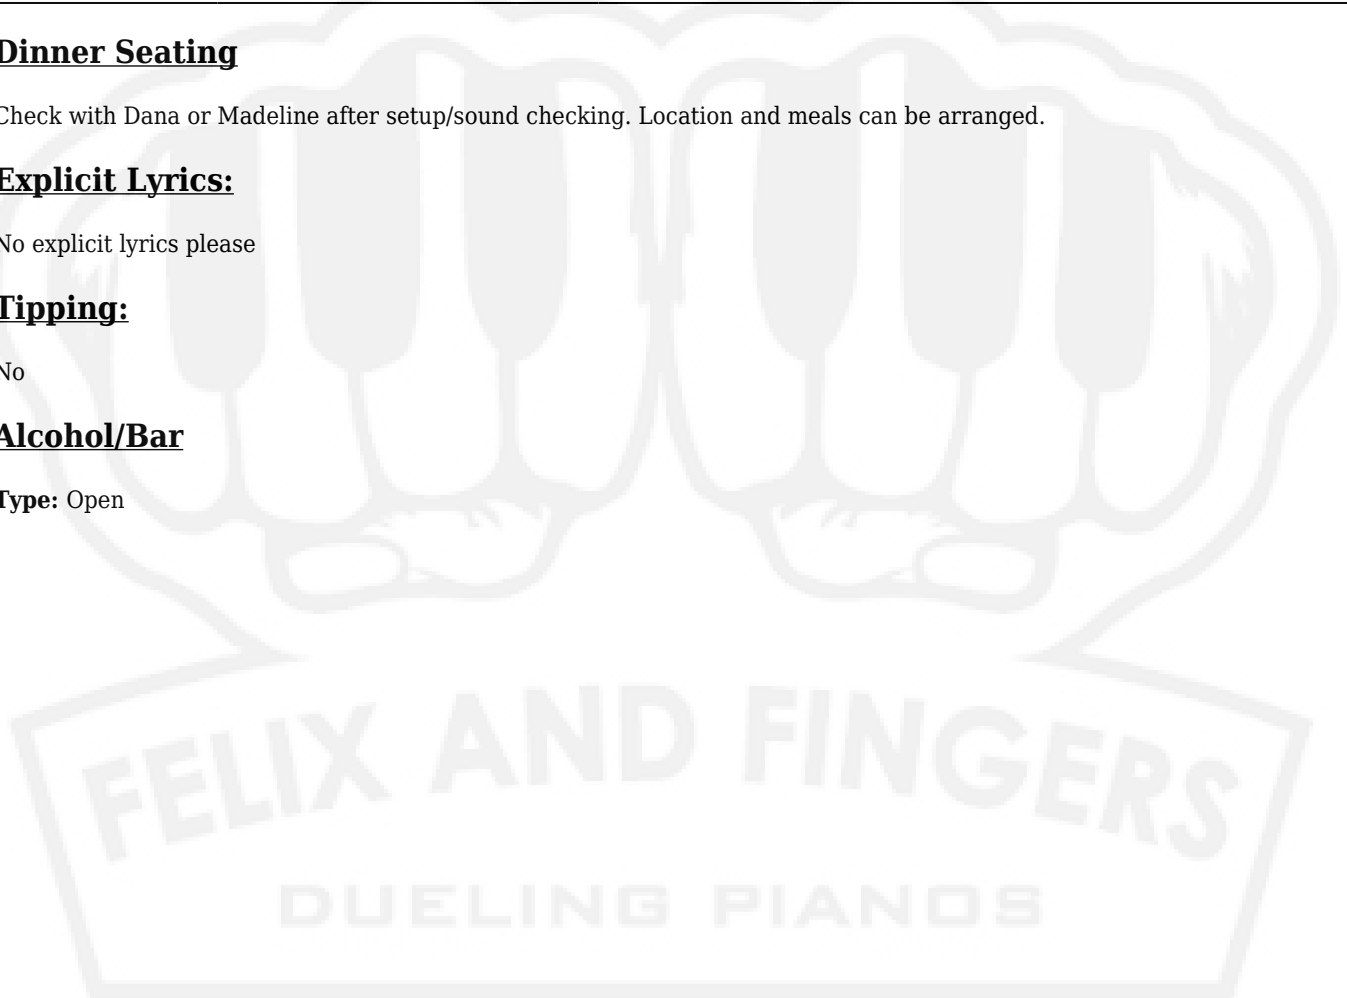 Dinner Seating
Check with Dana or Madeline after setup/sound checking. Location and meals can be arranged.
Explicit Lyrics:
No explicit lyrics please
Tipping:
No
Alcohol/Bar
Type: Open
FELIX AND FINGERS
DUELING PIANOS